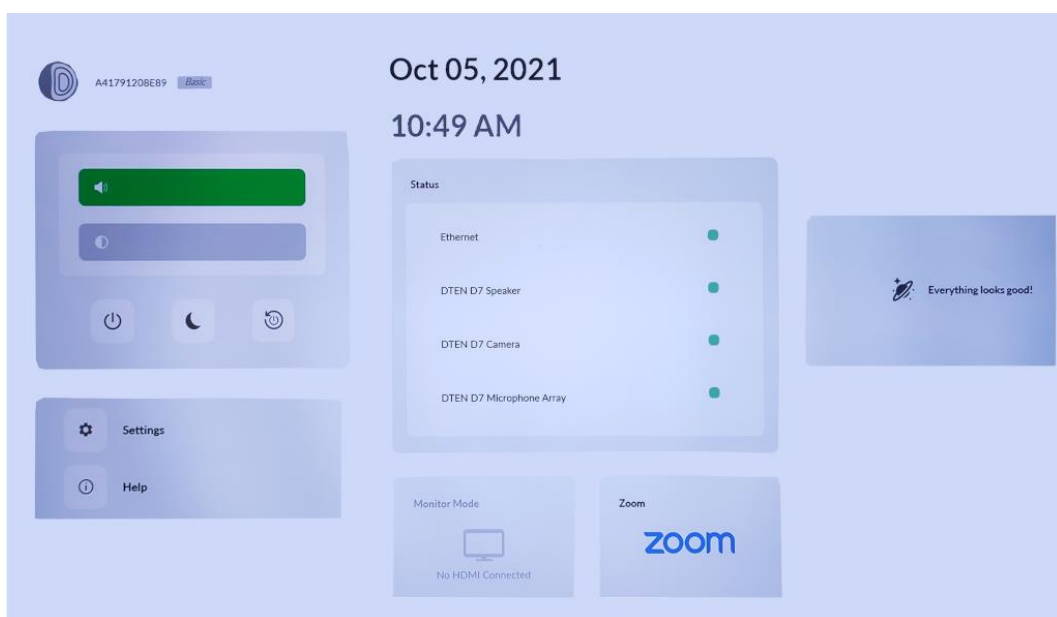 A41791208E89 Basic
Oct 05, 2021
10:49 AM
Status
Ethernet
DTEN D7 Speaker
DTEN D7 Camera
DTEN D7 Microphone Array
Everything looks good!
Settings
Help
Monitor Mode
No HDMI Connected
Zoom
zoom